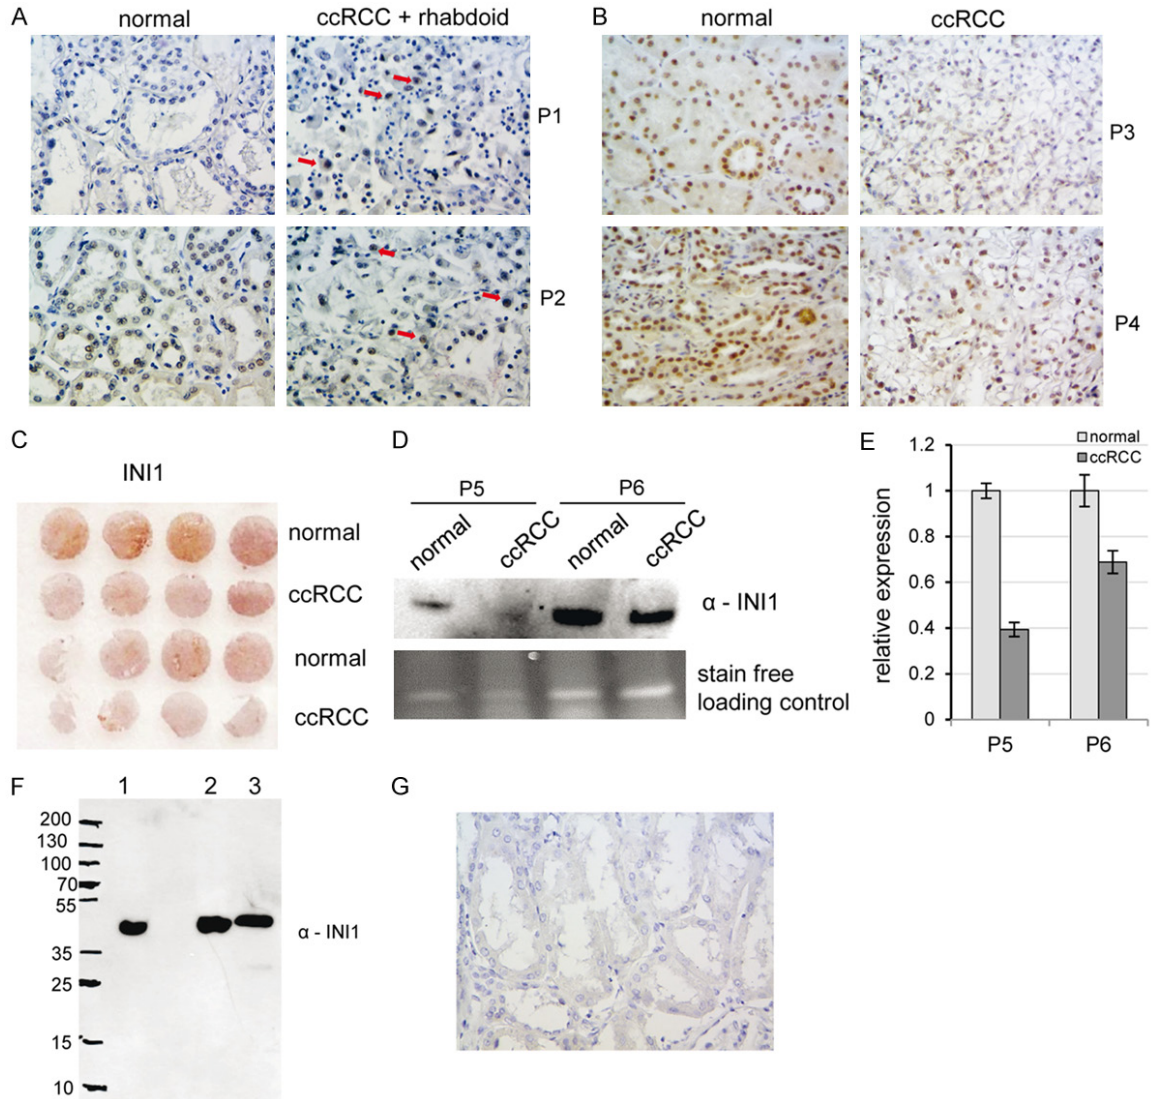 A
normal
ccRCC + rhabdoid
P1
P2
B
normal
ccRCC
P3
P4
C
INI1
normal
ccRCC
normal
ccRCC
D
P5
P6
normal
ccRCC
normal
ccRCC
α - INI1
stain free
loading control
E
relative expression
1.2
1
0.8
0.6
0.4
0.2
0
normal
ccRCC
P5
P6
F
1
2
3
200
130
100
70
55
35
25
15
10
α - INI1
G